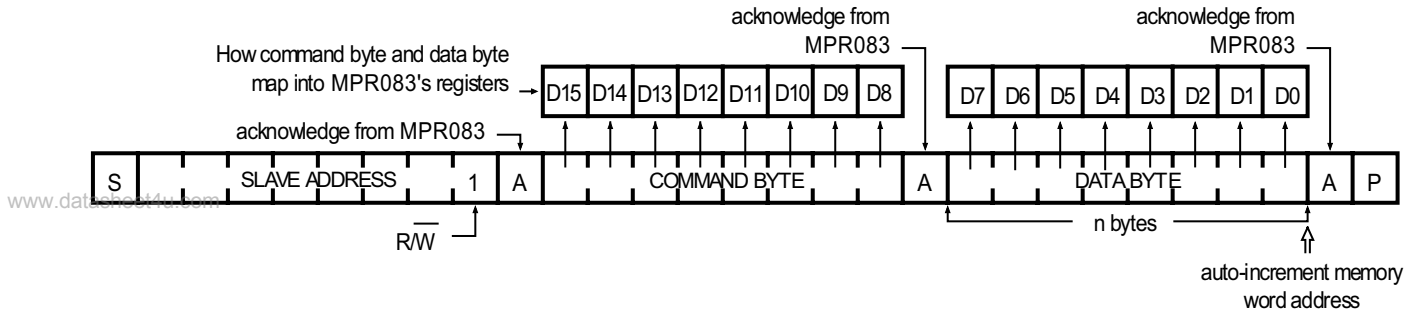 acknowledge from
MPR083
acknowledge from
MPR083
How command byte and data byte
map into MPR083's registers
D15 D14 D13 D12 D11 D10 D9 D8
D7 D6 D5 D4 D3 D2 D1 D0
acknowledge from MPR083
S SLAVE ADDRESS 1 A COMMAND BYTE A DATA BYTE A P
www.datasheet4u.com
R/W
n bytes
auto-increment memory
word address